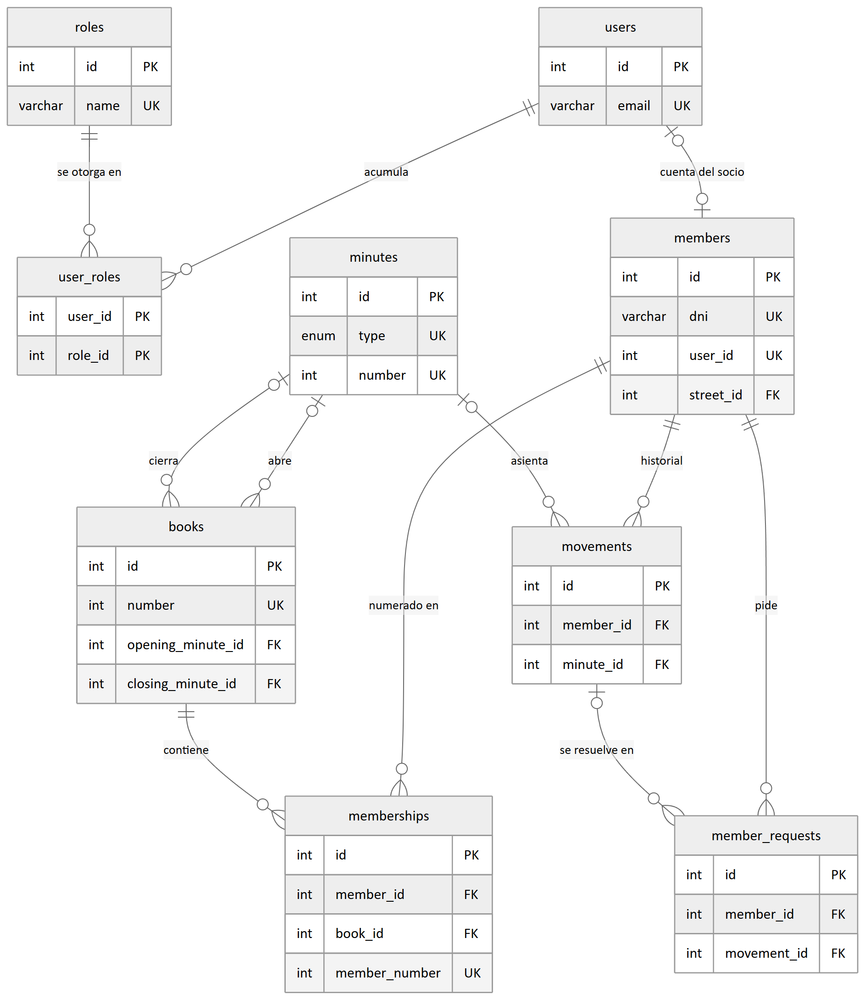 roles
int id PK
varchar name UK
users
int id PK
varchar email UK
se otorga en
acumula
cuenta del socio
user_roles
int user_id PK
int role_id PK
minutes
int id PK
enum type UK
int number UK
members
int id PK
varchar dni UK
int user_id UK
int street_id FK
cierra
abre
asienta
historial
books
int id PK
int number UK
int opening_minute_id FK
int closing_minute_id FK
movements
int id PK
int member_id FK
int minute_id FK
numerado en
pide
contiene
se resuelve en
memberships
int id PK
int member_id FK
int book_id FK
int member_number UK
member_requests
int id PK
int member_id FK
int movement_id FK